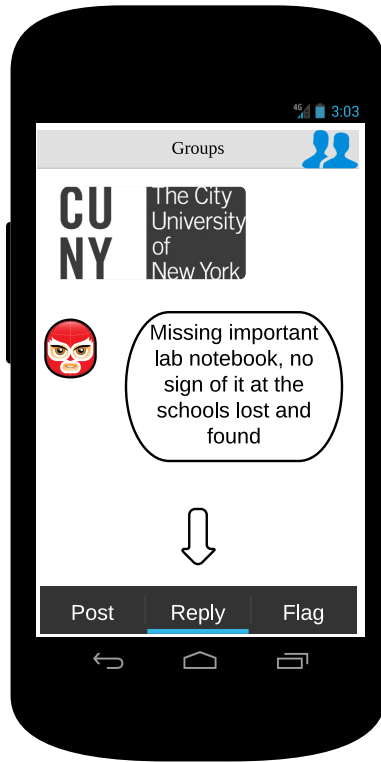 4G 3:03
Groups
CU
NY
The City
University
of
New York
Missing important
lab notebook, no
sign of it at the
schools lost and
found
Post Reply Flag